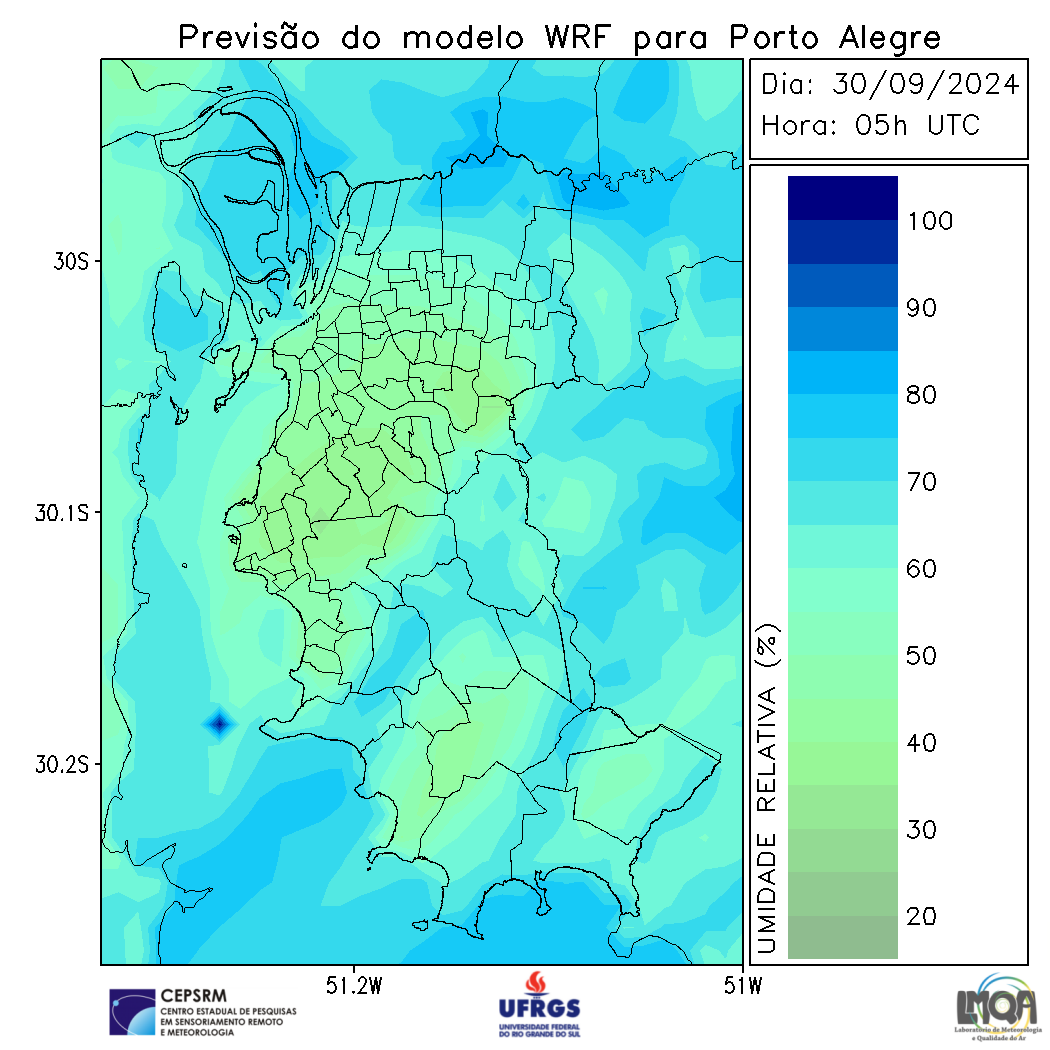 Previsão do modelo WRF para Porto Alegre
Dia: 30/09/2024
Hora: 05h UTC
100
90
80
70
60
50
40
30
20
UMIDADE RELATIVA (%)
30S
30.1S
30.2S
51.2W
51W
CEPSRM
CENTRO ESTADUAL DE PESQUISAS
EM SENSORIAMENTO REMOTO
E METEOROLOGIA
UFRGS
UNIVERSIDADE FEDERAL
DO RIO GRANDE DO SUL
LMQA
Laboratório de Meteorologia
e Qualidade do Ar